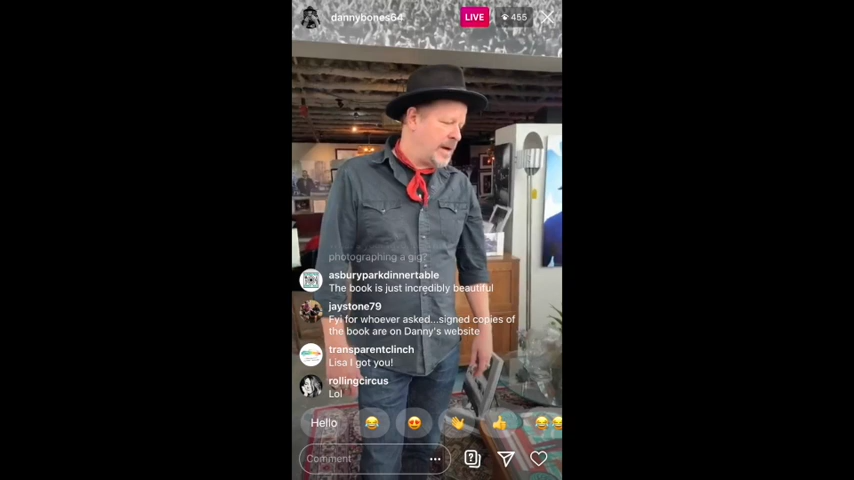 dannybones64
LIVE
455
photographing a gig?
asburyparkdinnertable
The book is just incredibly beautiful
jaystone79
Fyi for whoever asked...signed copies of
the book are on Danny's website
transparentclinch
Lisa I got you!
rollingcircus
Lol
Hello
Comment